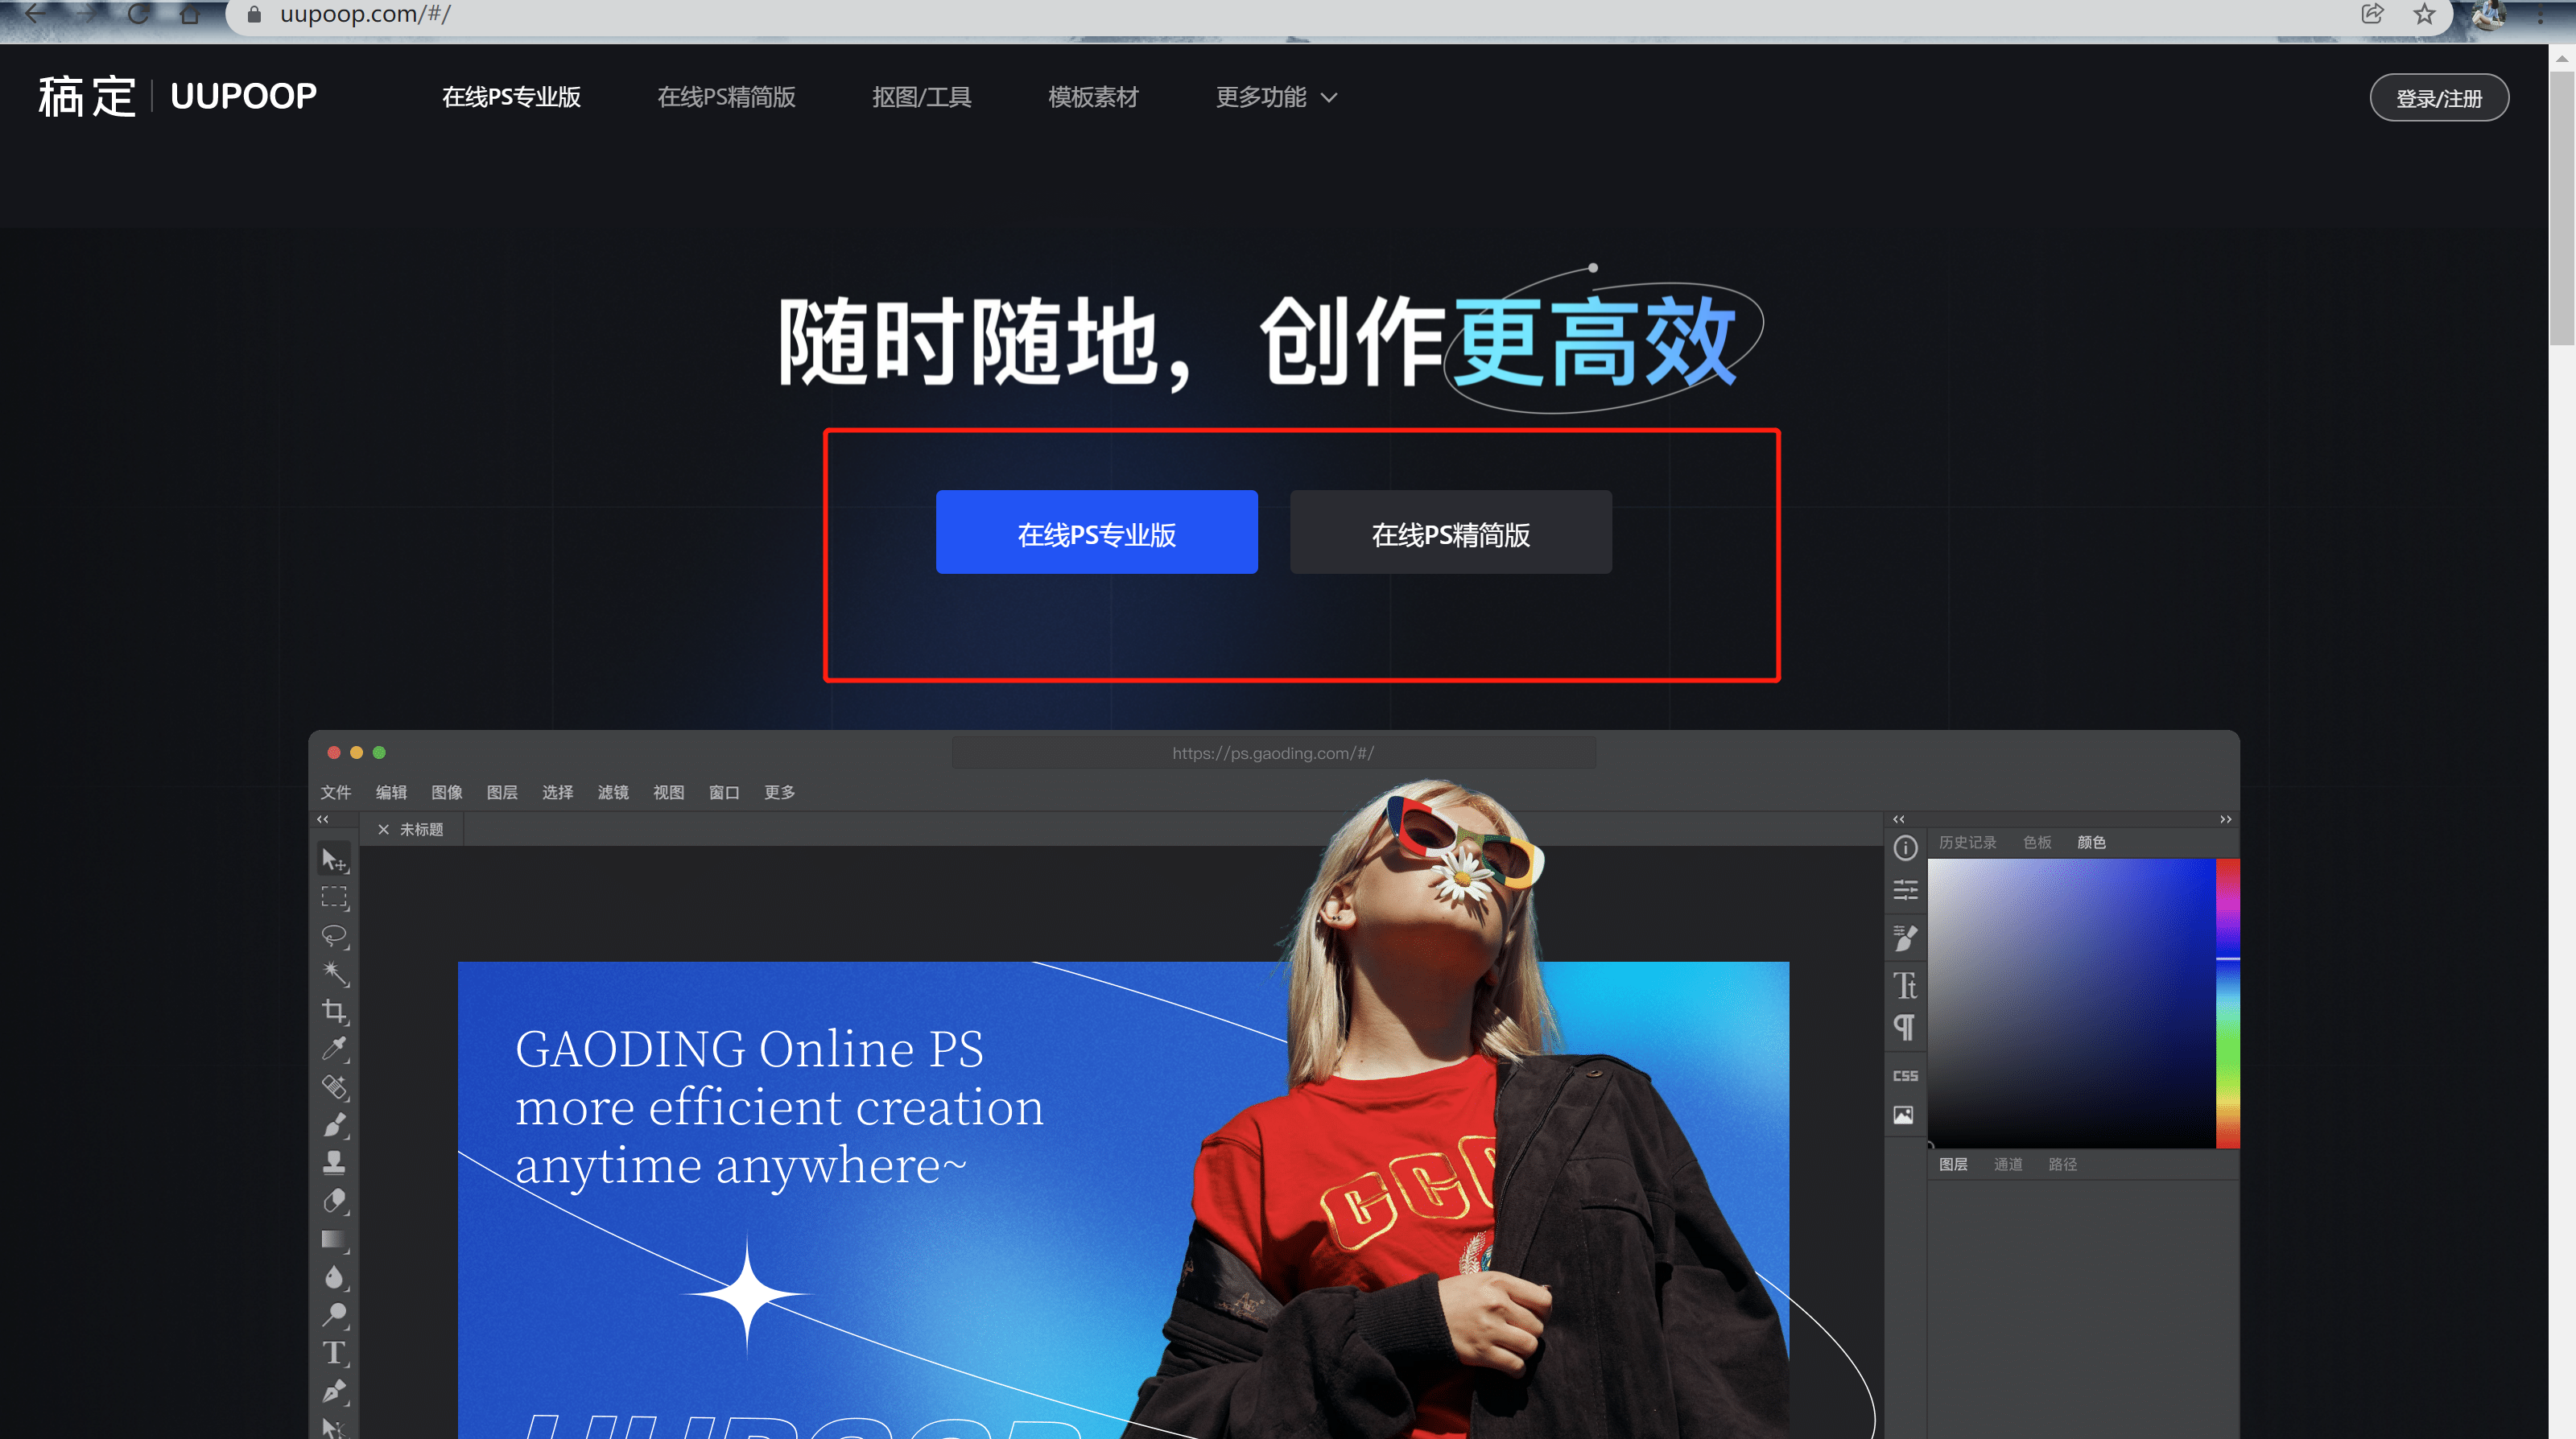 uupoop.com/#/
稿定 UUPOOP 在线PS专业版 在线PS精简版 抠图/工具 模板素材 更多功能 登录/注册
随时随地，创作更高效
在线PS专业版 在线PS精简版
https://ps.gaoding.com/#/
文件 编辑 图像 图层 选择 滤镜 视图 窗口 更多
未标题
历史记录 色板 颜色
GAODING Online PS
more efficient creation
anytime anywhere~
CSS
图层 通道 路径
CCC
UUPOOP